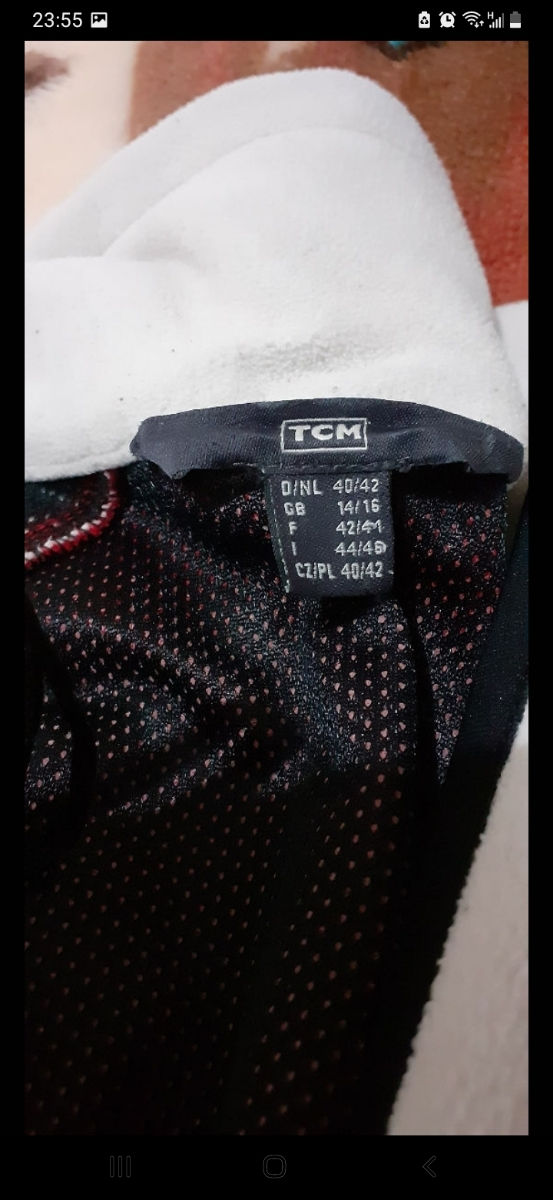 23:55
H
TCM
D/NL 40/42
GB 14/16
F 42/44
I 44/46
CZ/PL 40/42